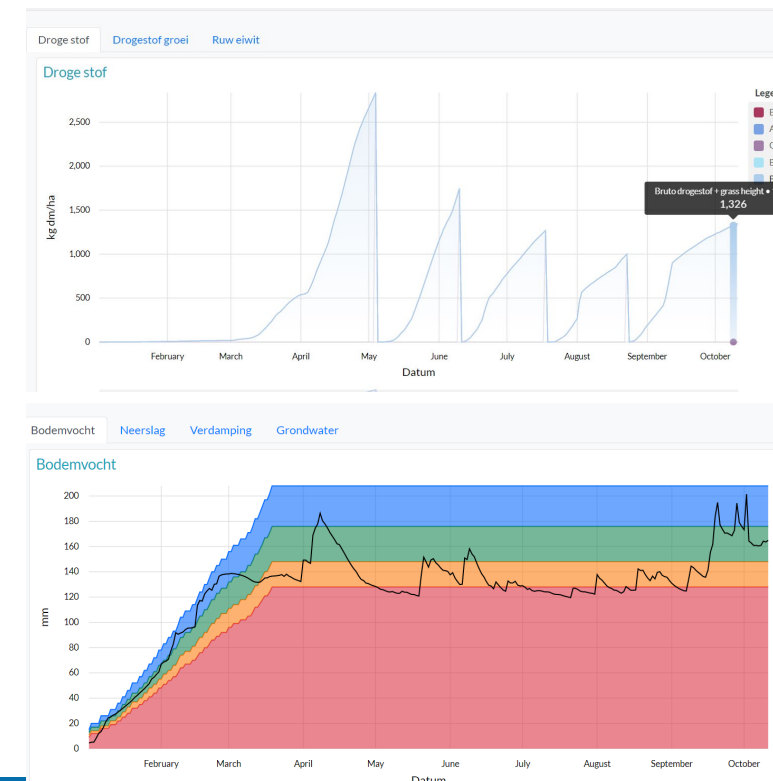 Droge stof Drogestof groei Ruw eiwit
Droge stof
2,500
2,000
1,500
1,000
500
0
kg dm/ha
February March April May June July August September October
Datum
Bruto drogestof + grass height •
1,326
Bodemvocht Neerslag Verdamping Grondwater
Bodemvocht
200
180
160
140
120
100
80
60
40
20
0
mm
February March April May June July August September October
Datum